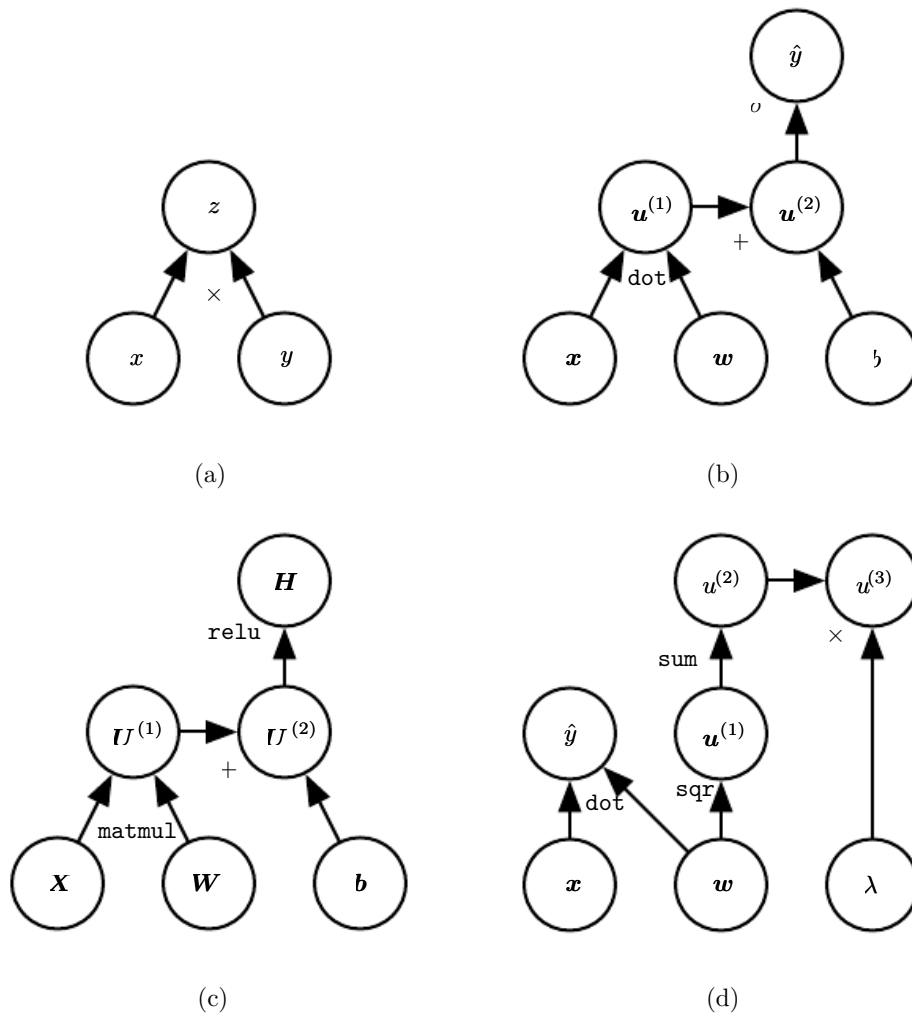 ŷ
z
u(1)
u(2)
+
dot
×
x
y
x
w
(a)
(b)
H
u(2)
u(3)
relu
×
sum
U(1)
U(2)
ŷ
u(1)
+
dot
sqr
matmul
X
W
b
x
w
λ
(c)
(d)